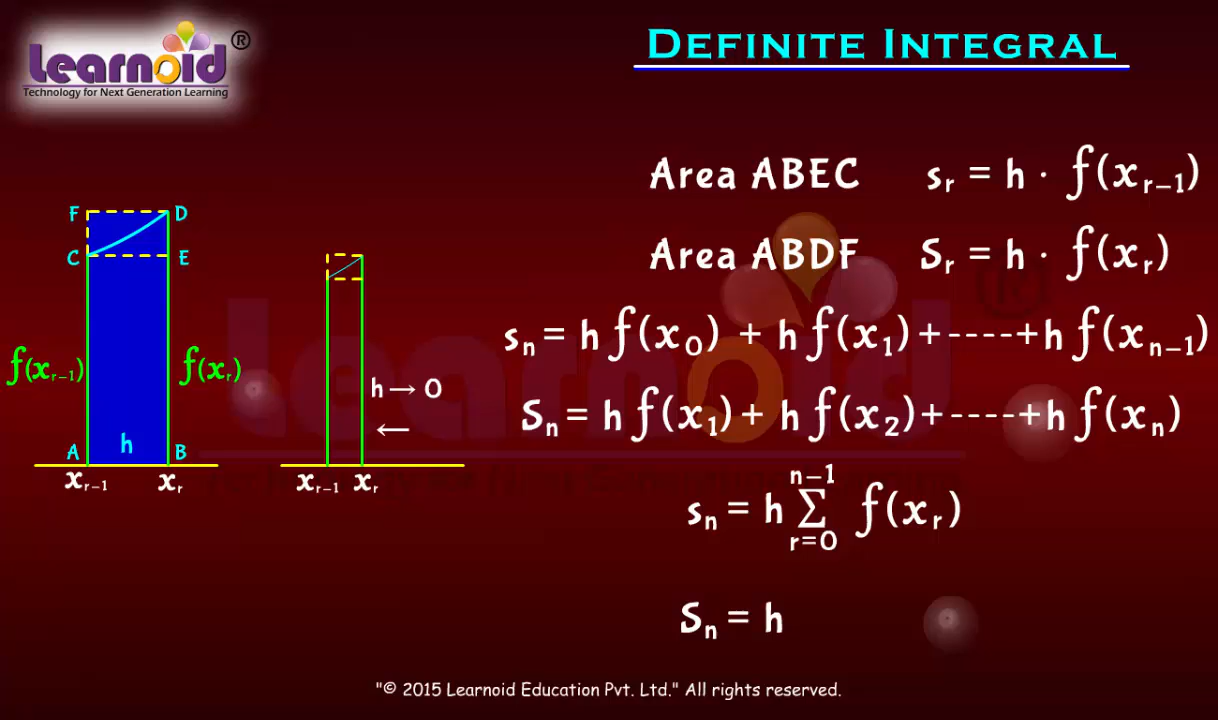 Learnoid ®
Technology for Next Generation Learning
DEFINITE INTEGRAL
Area ABEC sᵣ = h · f(xᵣ₋₁)
Area ABDF Sᵣ = h · f(xᵣ)
sₙ = h f(x₀) + h f(x₁) + ---- + h f(xₙ₋₁)
Sₙ = h f(x₁) + h f(x₂) + ---- + h f(xₙ)
n−1
sₙ = h Σ f(xᵣ)
r=0
Sₙ = h
F D
C E
f(xᵣ₋₁) f(xᵣ)
A h B
xᵣ₋₁ xᵣ
h → 0
←
xᵣ₋₁ xᵣ
"© 2015 Learnoid Education Pvt. Ltd." All rights reserved.